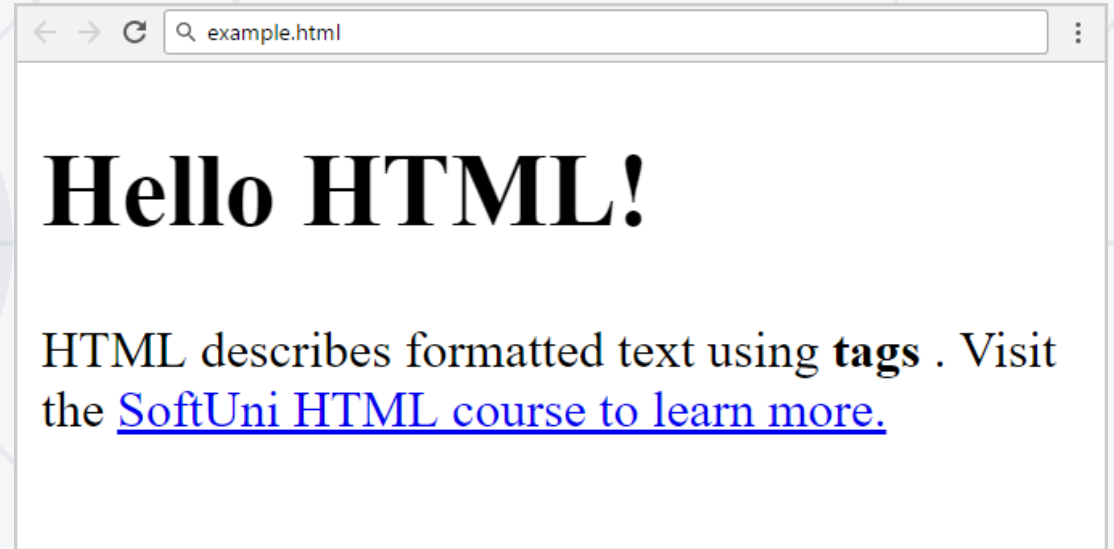 example.html
Hello HTML!
HTML describes formatted text using tags . Visit
the SoftUni HTML course to learn more.